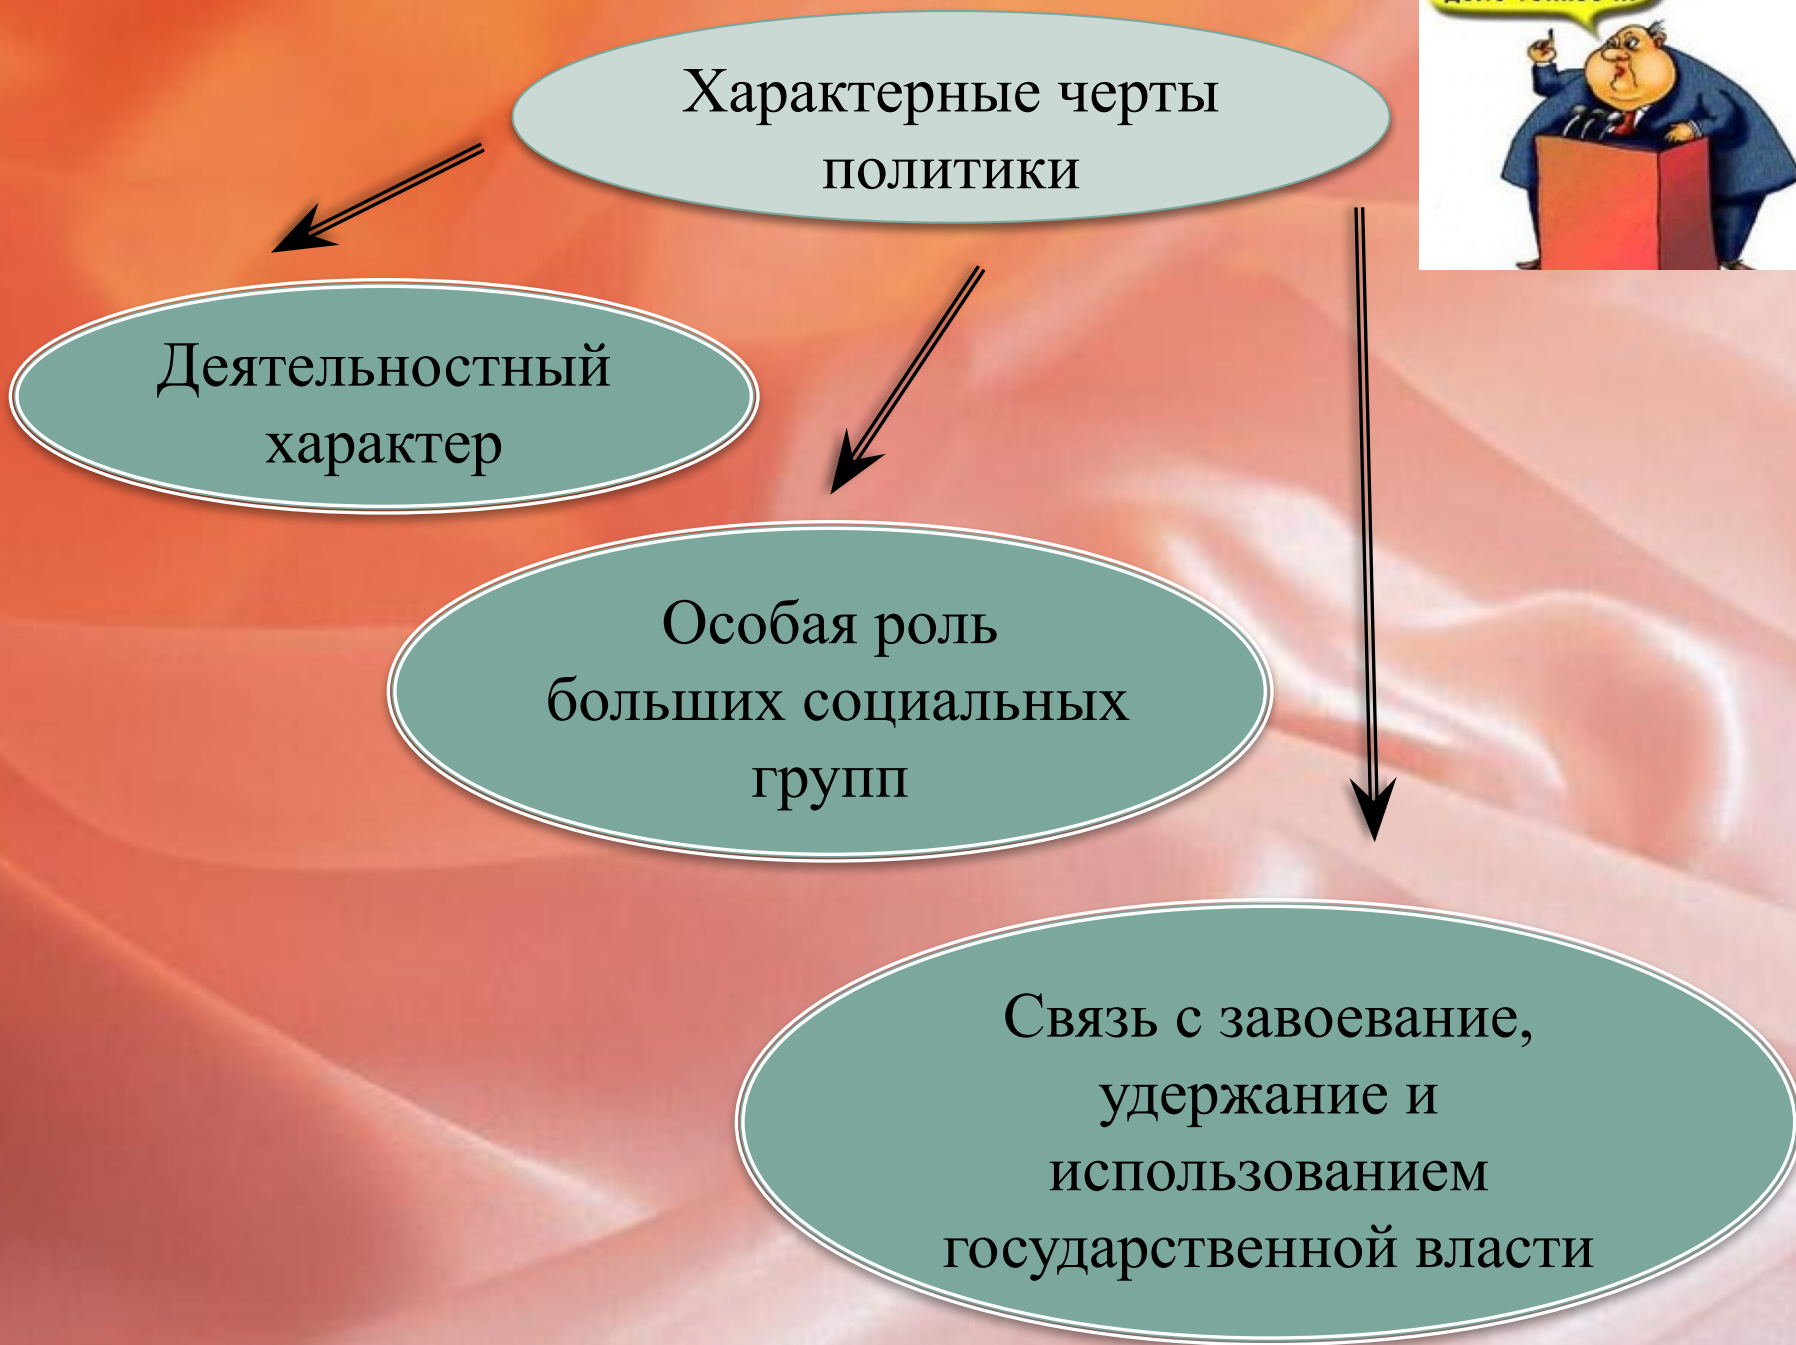 Характерные черты
политики
Деятельностный
характер
Особая роль
больших социальных
групп
Связь с завоевание,
удержание и
использованием
государственной власти